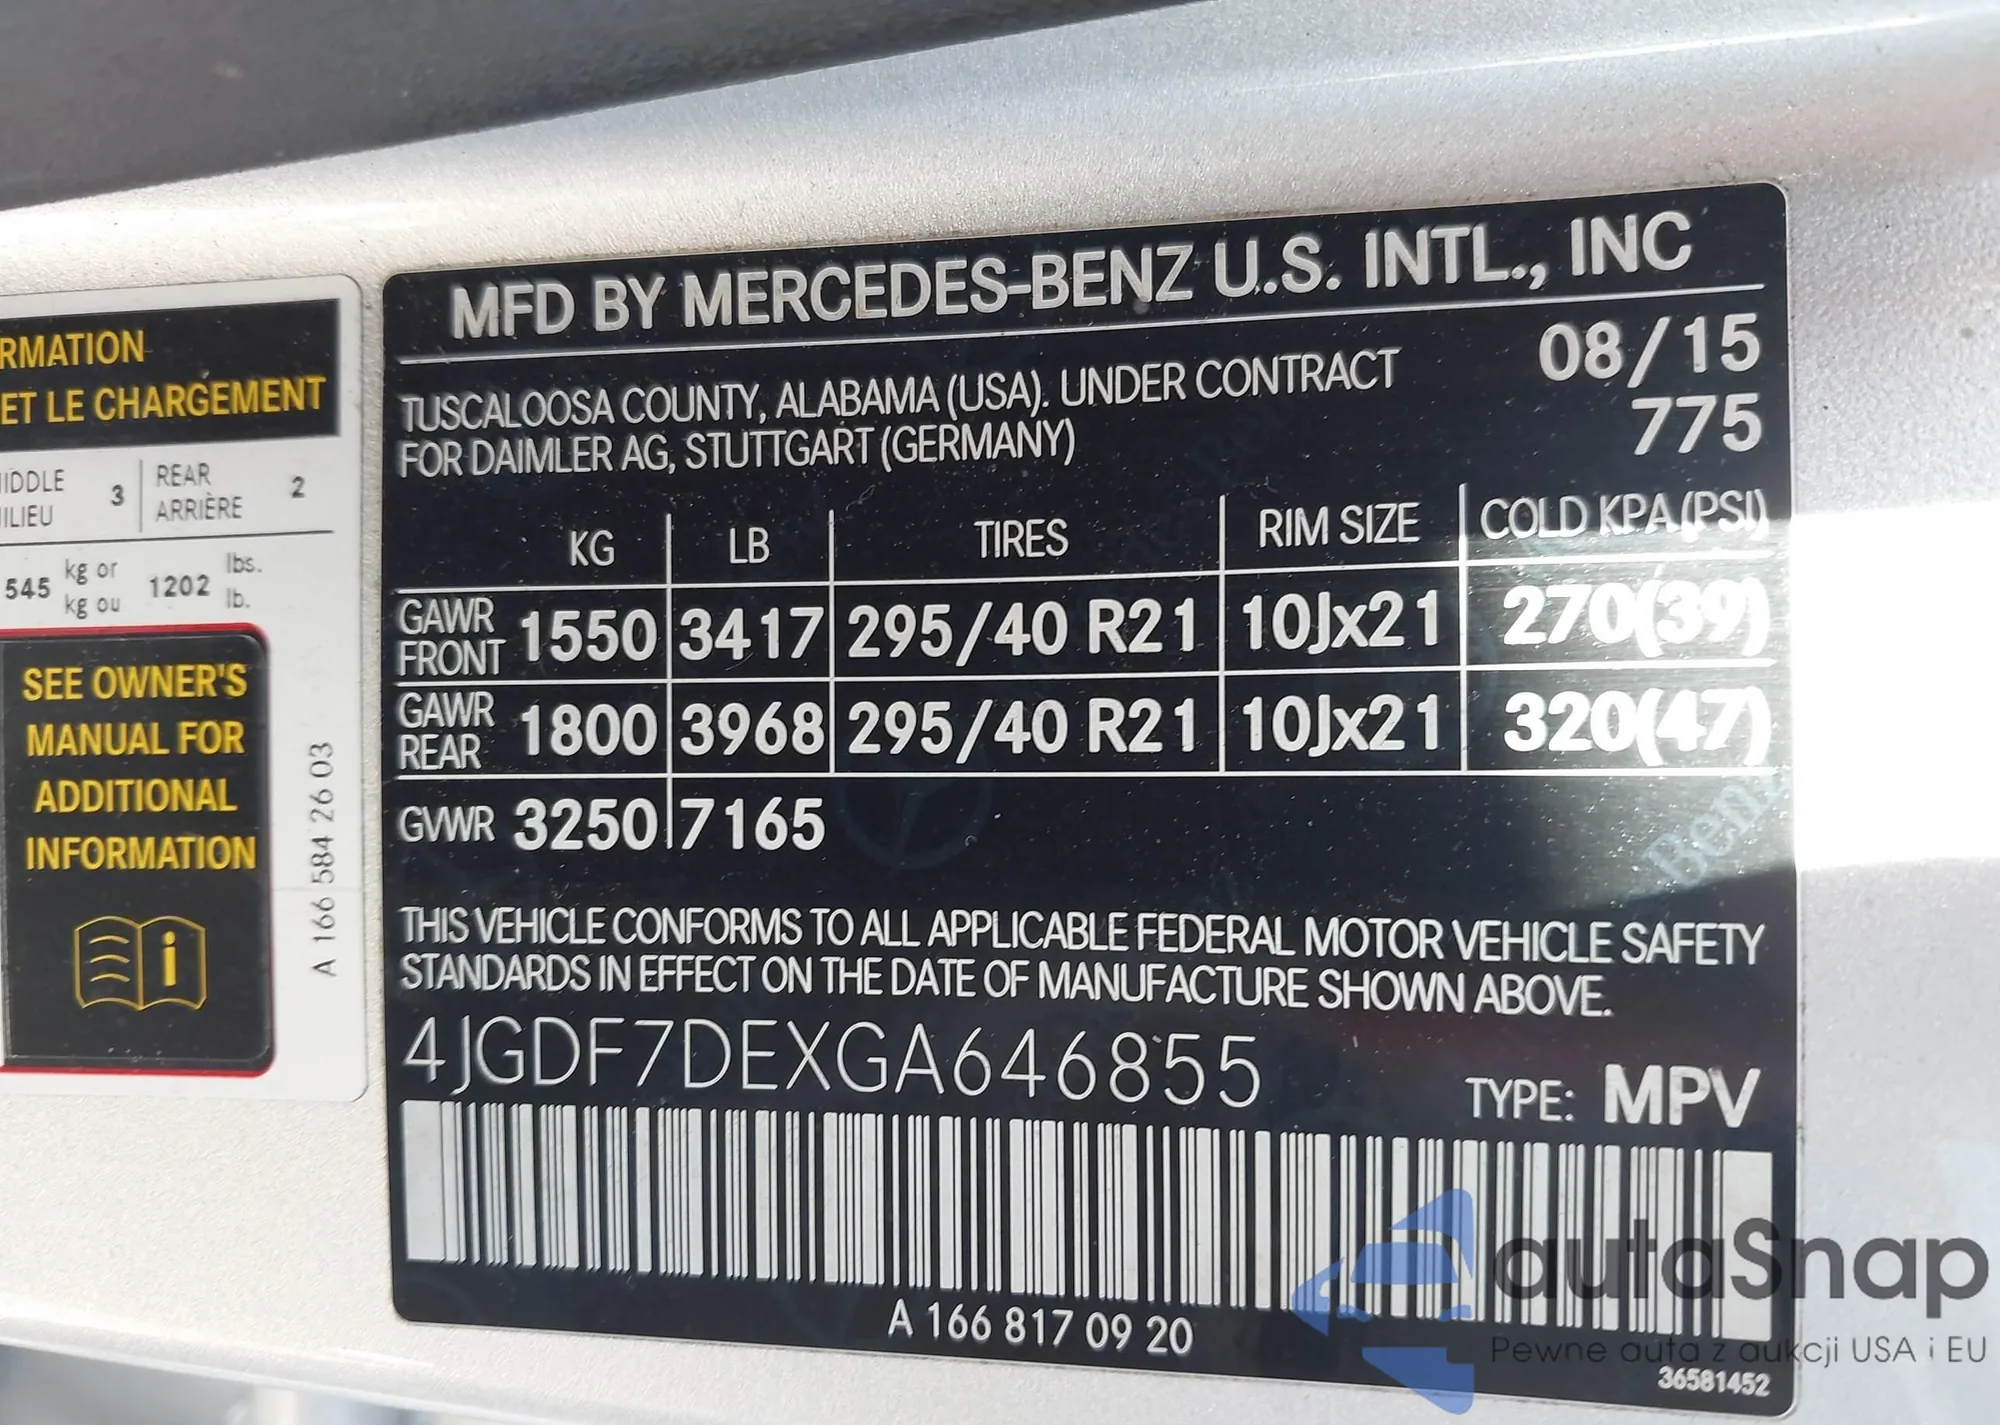 RMATION
ET LE CHARGEMENT
IDDLE 3 REAR 2
ILIEU ARRIÈRE
545 kg or 1202 lbs.
kg ou lb.
SEE OWNER'S
MANUAL FOR
ADDITIONAL
INFORMATION
i
A 166 584 26 03
MFD BY MERCEDES-BENZ U.S. INTL., INC
TUSCALOOSA COUNTY, ALABAMA (USA). UNDER CONTRACT
FOR DAIMLER AG, STUTTGART (GERMANY)
08/15
775
KG LB TIRES RIM SIZE COLD KPA (PSI)
GAWR FRONT 1550 3417 295/40 R21 10Jx21 270(39)
GAWR REAR 1800 3968 295/40 R21 10Jx21 320(47)
GVWR 3250 7165
THIS VEHICLE CONFORMS TO ALL APPLICABLE FEDERAL MOTOR VEHICLE SAFETY
STANDARDS IN EFFECT ON THE DATE OF MANUFACTURE SHOWN ABOVE.
4JGDF7DEXGA646855
TYPE: MPV
A 166 817 09 20
36581452
autaSnap
Pewne auta z aukcji USA i EU